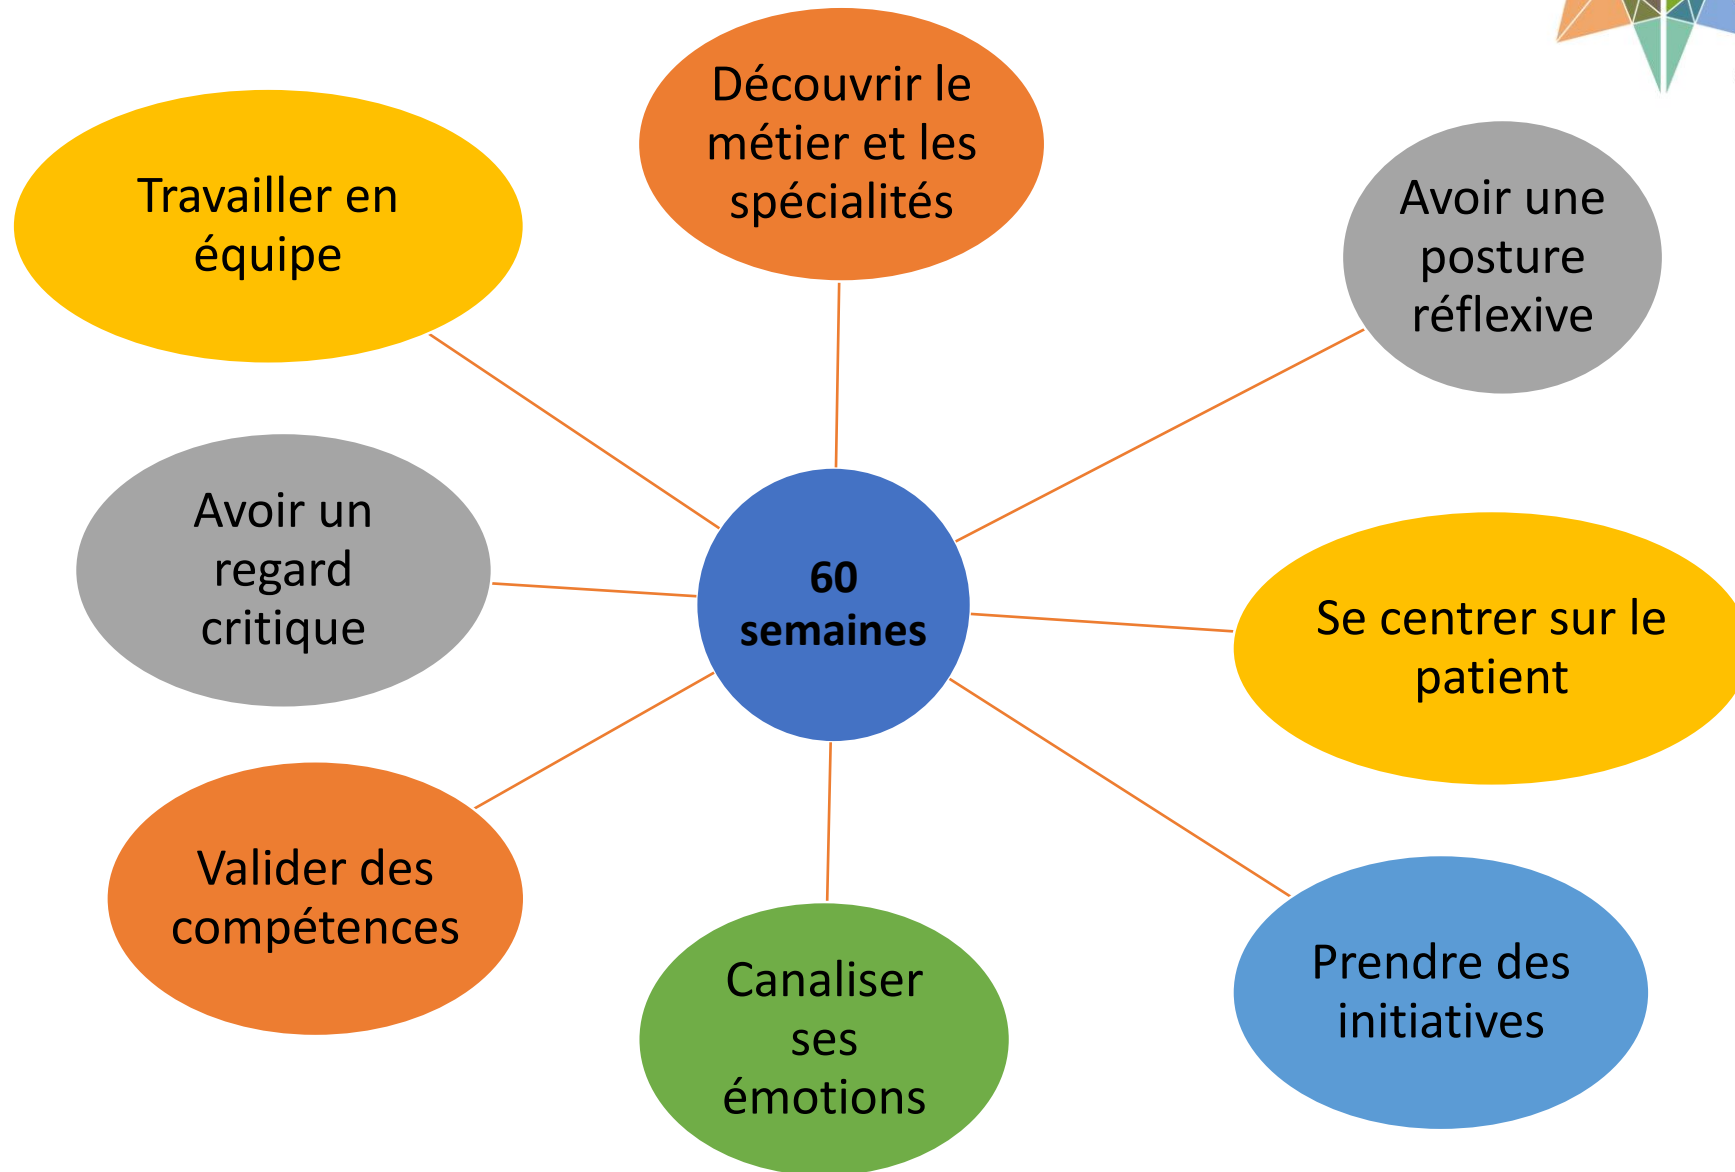 Découvrir le
métier et les
spécialités
Travailler en
équipe
Avoir une
posture
réflexive
Avoir un
regard
critique
60
semaines
Se centrer sur le
patient
Valider des
compétences
Canaliser
ses
émotions
Prendre des
initiatives